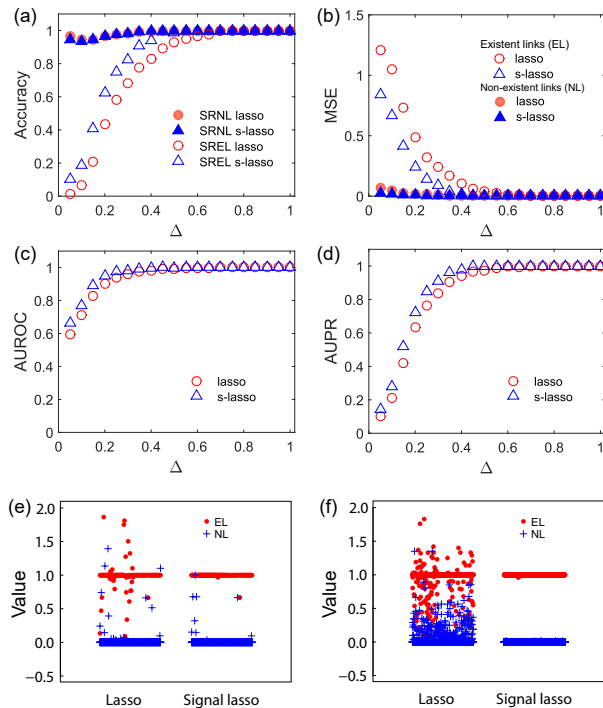 (a)
Accuracy
1
0.8
0.6
0.4
0.2
0
SRNL lasso
SRNL s-lasso
SREL lasso
SREL s-lasso
0 0.2 0.4 0.6 0.8 1
Δ
(b)
MSE
1.5
1
0.5
0
Existent links (EL)
lasso
s-lasso
Non-existent links (NL)
lasso
s-lasso
0 0.2 0.4 0.6 0.8 1
Δ
(c)
AUROC
1
0.8
0.6
0.4
0.2
0
lasso
s-lasso
0 0.2 0.4 0.6 0.8 1
Δ
(d)
AUPR
1
0.8
0.6
0.4
0.2
0
lasso
s-lasso
0 0.2 0.4 0.6 0.8 1
Δ
(e)
Value
2.0
1.5
1.0
0.5
0.0
−0.5
EL
NL
Lasso Signal lasso
(f)
Value
2.0
1.5
1.0
0.5
0.0
−0.5
EL
NL
Lasso Signal lasso